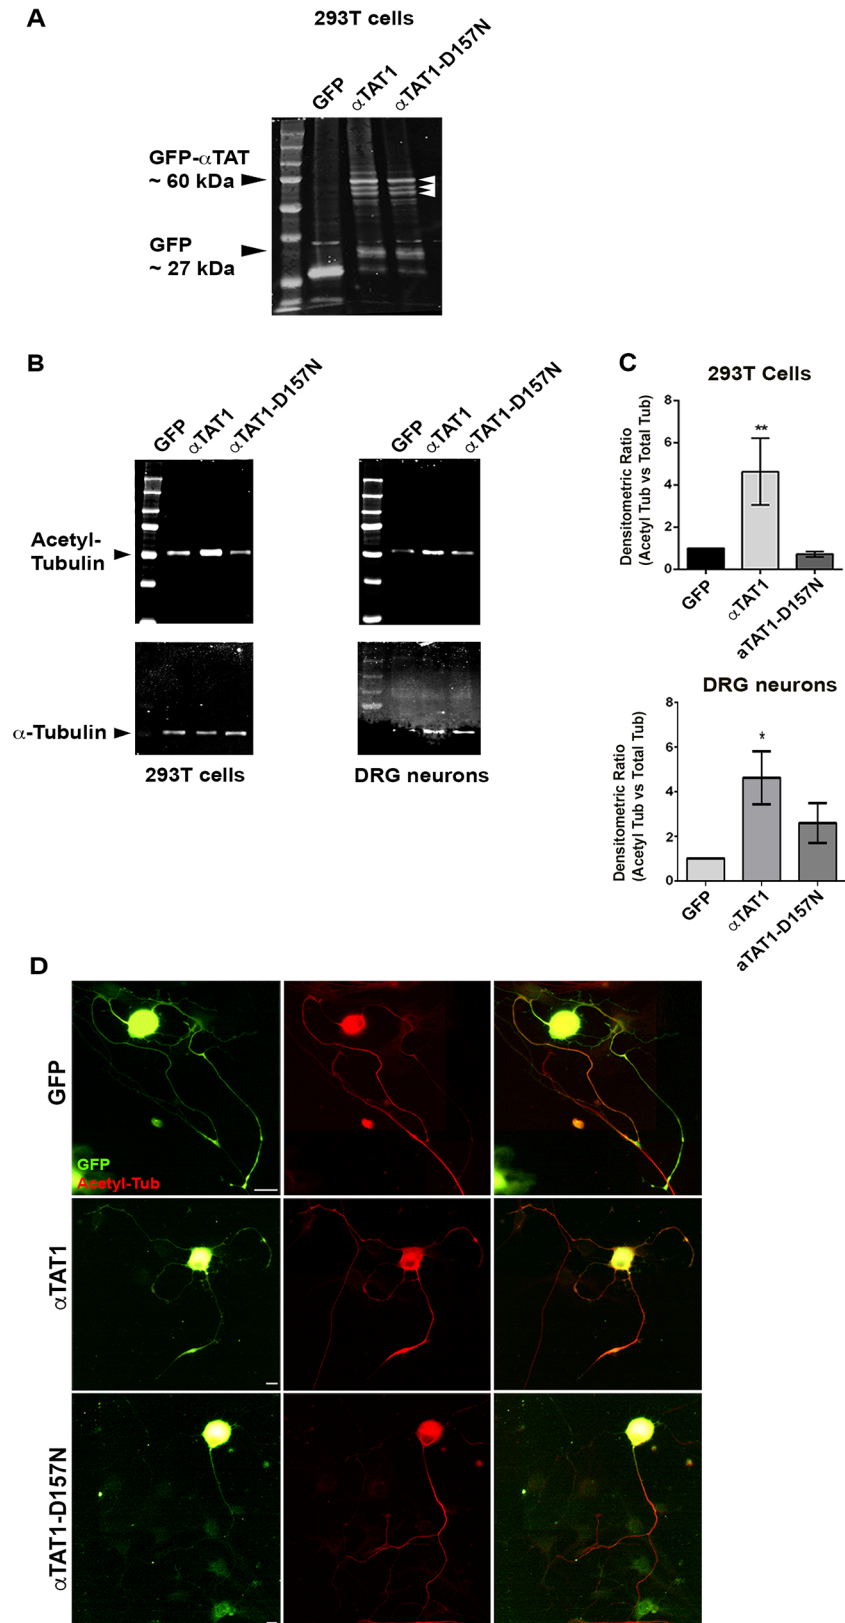 A
293T cells
GFP
αTAT1
αTAT1-D157N
GFP-αTAT
~ 60 kDa
GFP
~ 27 kDa
B
GFP
αTAT1
αTAT1-D157N
GFP
αTAT1
αTAT1-D157N
Acetyl-
Tubulin
α-Tubulin
293T cells
DRG neurons
C
293T Cells
Densitometric Ratio
(Acetyl Tub vs Total Tub)
8
6
4
2
0
**
GFP
αTAT1
aTAT1-D157N
DRG neurons
Densitometric Ratio
(Acetyl Tub vs Total Tub)
8
6
4
2
0
*
GFP
αTAT1
aTAT1-D157N
D
GFP
GFP
Acetyl-Tub
αTAT1
αTAT1-D157N